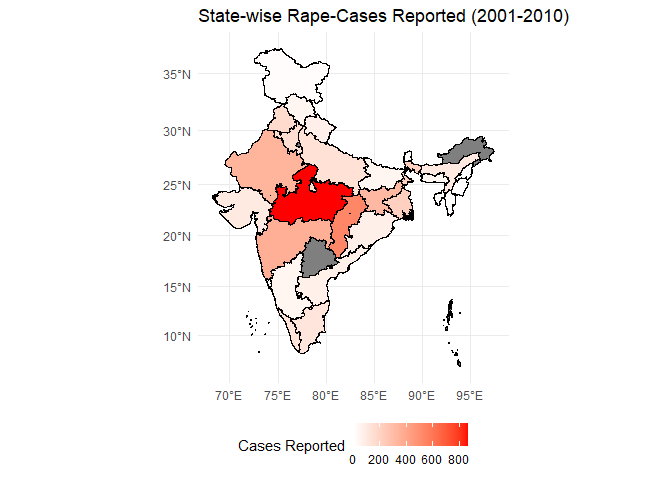 State-wise Rape-Cases Reported (2001-2010)
35°N
30°N
25°N
20°N
15°N
10°N
70°E 75°E 80°E 85°E 90°E 95°E
Cases Reported
0 200 400 600 800